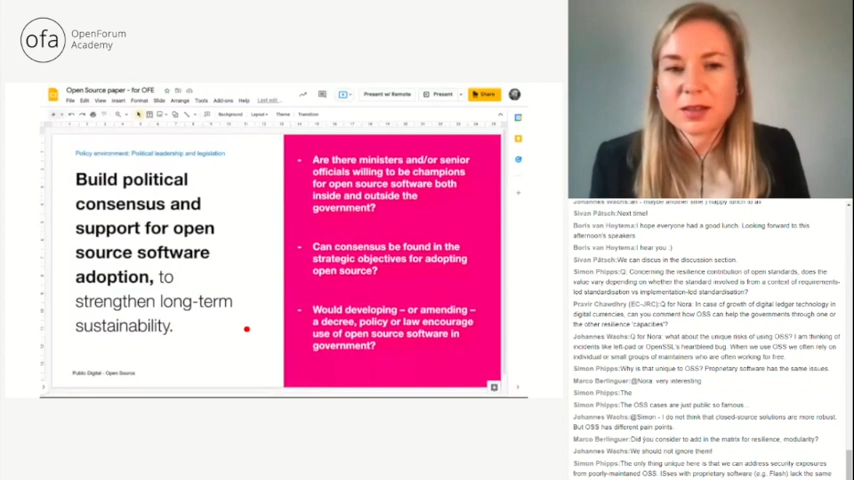 ofa
OpenForum
Academy
Open Source paper - for OFE
File Edit View Insert Format Slide Arrange Tools Add-ons Help Last edit...
Present w/ Remote
Present
Share
Background
Layout
Theme
Transition
Policy environment: Political leadership and legislation
Build political
consensus and
support for open
source software
adoption, to
strengthen long-term
sustainability.
Public Digital - Open Source
- Are there ministers and/or senior
officials willing to be champions
for open source software both
inside and outside the
government?
- Can consensus be found in the
strategic objectives for adopting
open source?
- Would developing – or amending –
a decree, policy or law encourage
use of open source software in
government?
Sivan Pätsch: Next time!
Boris van Hoytema: I hope everyone had a good lunch. Looking forward to this
afternoon's speakers
Boris van Hoytema: I hear you :)
Sivan Pätsch: We can discus in the discussion section.
Simon Phipps: Q: Concerning the resilience contribution of open standards, does the
value vary depending on whether the standard involved is from a context of requirements-
led standardisation vs implementation-led standardisation?
Pravir Chawdhry (EC-JRC): Q for Nora: In case of growth of digital ledger technology in
digital currencies, can you comment how OSS can help the governments through one or
the other resilience 'capacities'?
Johannes Wachs: Q for Nora: what about the unique risks of using OSS? I am thinking of
incidents like left-pad or OpenSSL's heartbleed bug. When we use OSS we often rely on
individual or small groups of maintainers who are often working for free.
Simon Phipps: Why is that unique to OSS? Proprietary software has the same issues.
Marco Berlinguer: @Nora: very interesting
Simon Phipps: The
Simon Phipps: The OSS cases are just public so famous...
Johannes Wachs: @Simon - I do not think that closed-source solutions are more robust.
But OSS has different pain points.
Marco Berlinguer: Did you consider to add in the matrix for resilience, modularity?
Johannes Wachs: We should not ignore them!
Simon Phipps: The only thing unique here is that we can address security exposures
from poorly-maintained OSS. ISses with proprietary software (e.g. Flash) lack the same